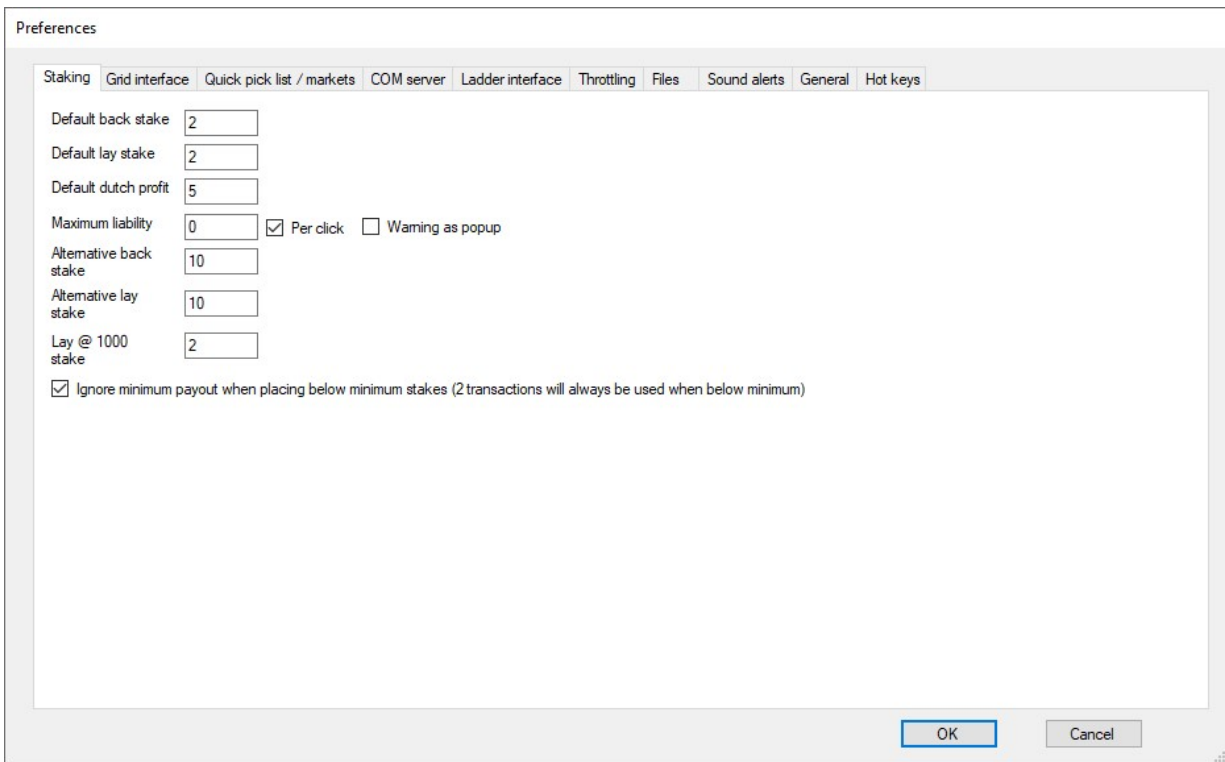 Preferences
Staking Grid interface Quick pick list / markets COM server Ladder interface Throttling Files Sound alerts General Hot keys
Default back stake 2
Default lay stake 2
Default dutch profit 5
Maximum liability 0 Per click Warning as popup
Alternative back
stake 10
Alternative lay
stake 10
Lay @ 1000
stake 2
Ignore minimum payout when placing below minimum stakes (2 transactions will always be used when below minimum)
OK Cancel